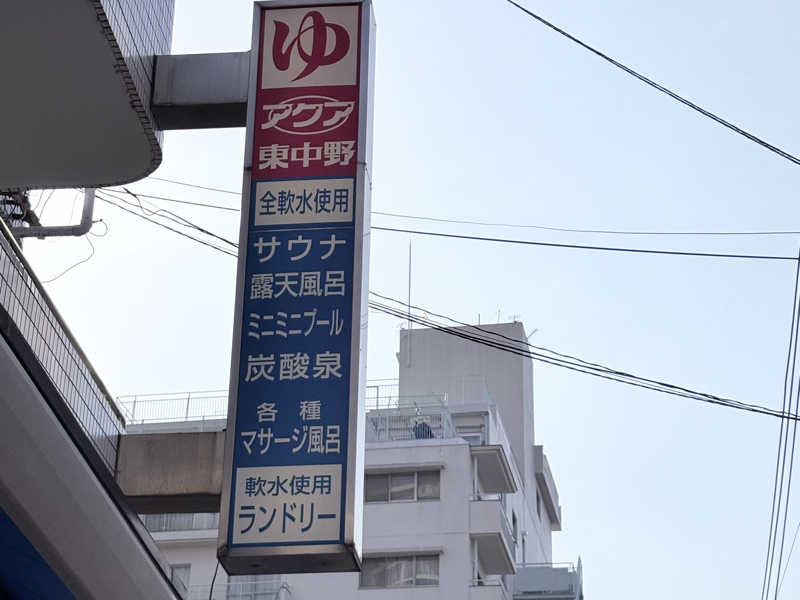 ゆ
アクア
東中野
全軟水使用
サウナ
露天風呂
ミニミニプール
炭酸泉
各種
マサージ風呂
軟水使用
ランドリー